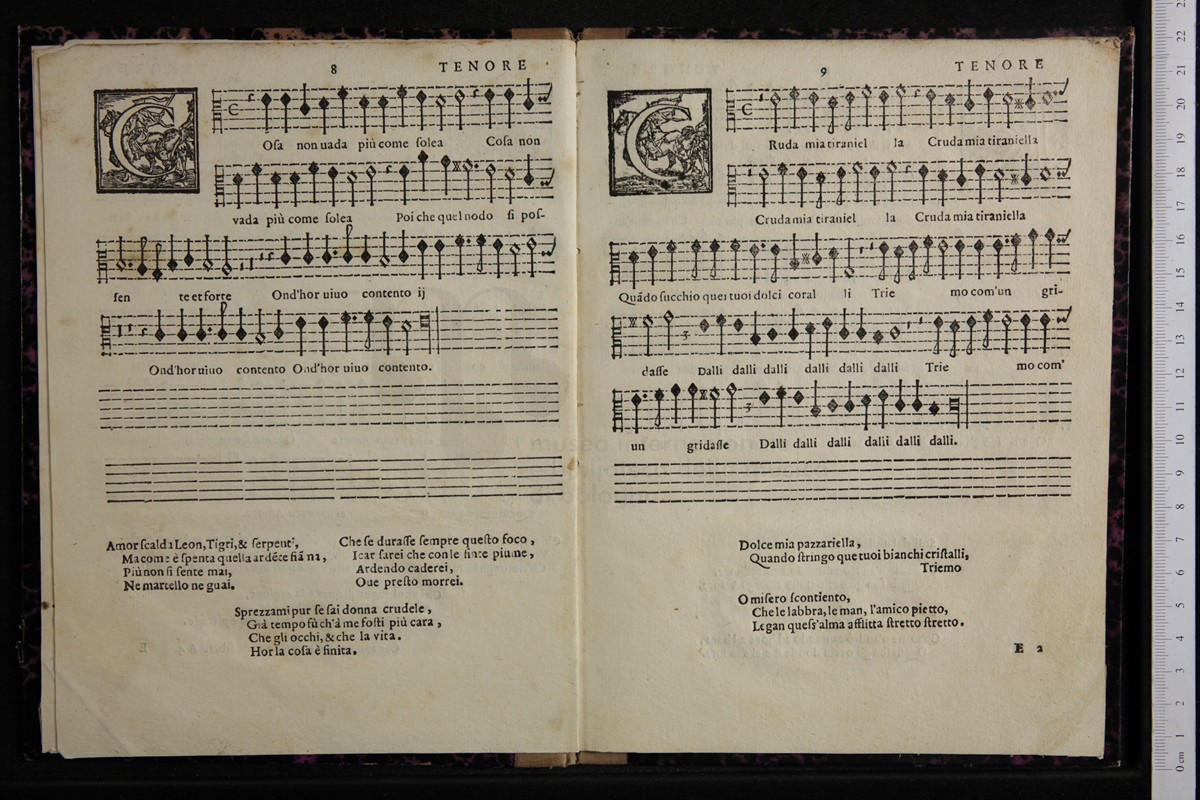 8 TENORE
COſa non uada più come ſolea Coſa non
vada più come ſolea Poi che quel nodo ſi poſ-
ſen te et forte Ond'hor uiuo contento ij
Ond'hor uiuo contento Ond'hor uiuo contento.
Amor ſcalda Leon, Tigri, & ſerpenti,
Ma come è ſpenta quella ardẽte fiãma,
Più non ſi ſente mai,
Ne martello ne guai.
Che ſe duraſſe ſempre queſto foco,
Icar ſarei che con le finte piume,
Ardendo caderei,
Oue preſto morrei.
Sprezzami pur ſe ſai donna crudele,
Già tempo fù ch'à me foſti più cara,
Che gli occhi, & che la vita.
Hor la coſa è finita.
9 TENORE
CRuda mia tiraniel la Cruda mia tiraniella
Cruda mia tiraniel la Cruda mia tiraniella
Quãdo ſucchio quei tuoi dolci coral li Trie mo com'un gri-
daſſe Dalli dalli dalli dalli dalli dalli Trie mo com'
un gridaſſe Dalli dalli dalli dalli dalli dalli.
Dolce mia pazzariella,
Quando ſtringo que tuoi bianchi criſtalli,
Triemo
O miſero ſcontiento,
Che le labbra, le man, l'amico pietto,
Legan queſs'alma afflitta ſtretto ſtretto.
E 2